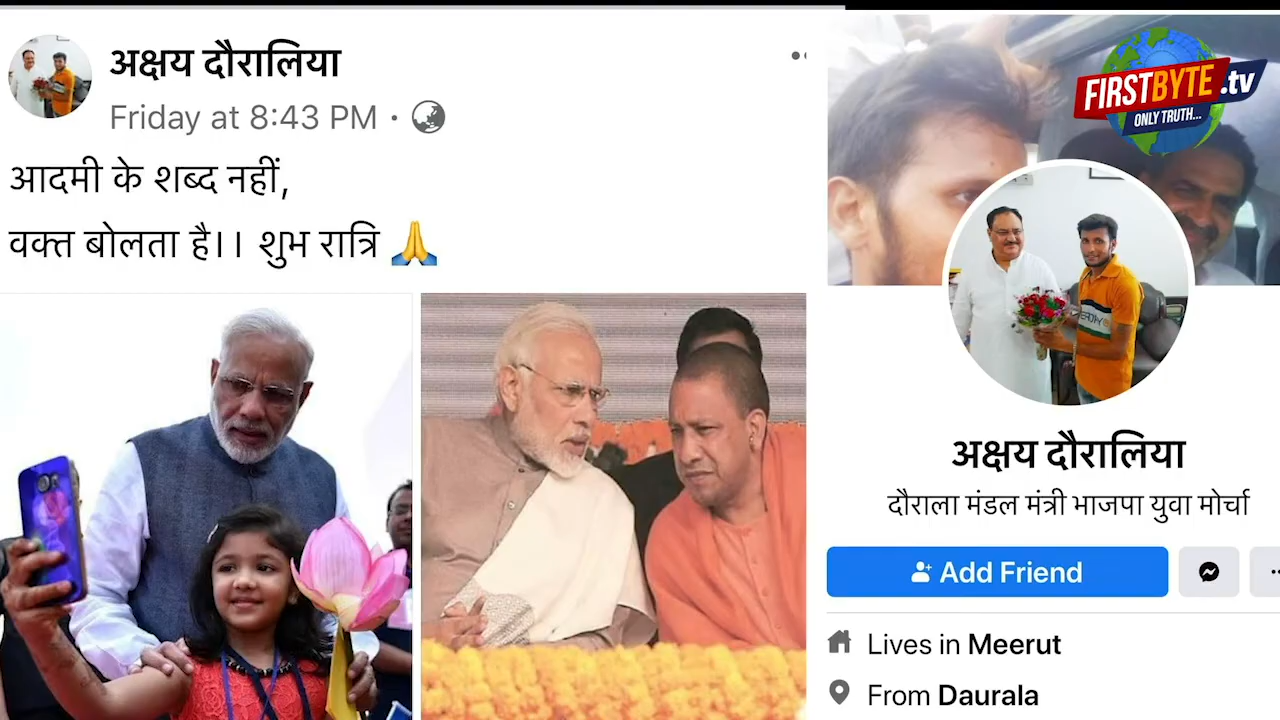 अक्षय दौरालिया
Friday at 8:43 PM ·
आदमी के शब्द नहीं,
वक्त बोलता है।। शुभ रात्रि 🙏
FIRSTBYTE.tv
ONLY TRUTH...
अक्षय दौरालिया
दौराला मंडल मंत्री भाजपा युवा मोर्चा
Add Friend
Lives in Meerut
From Daurala